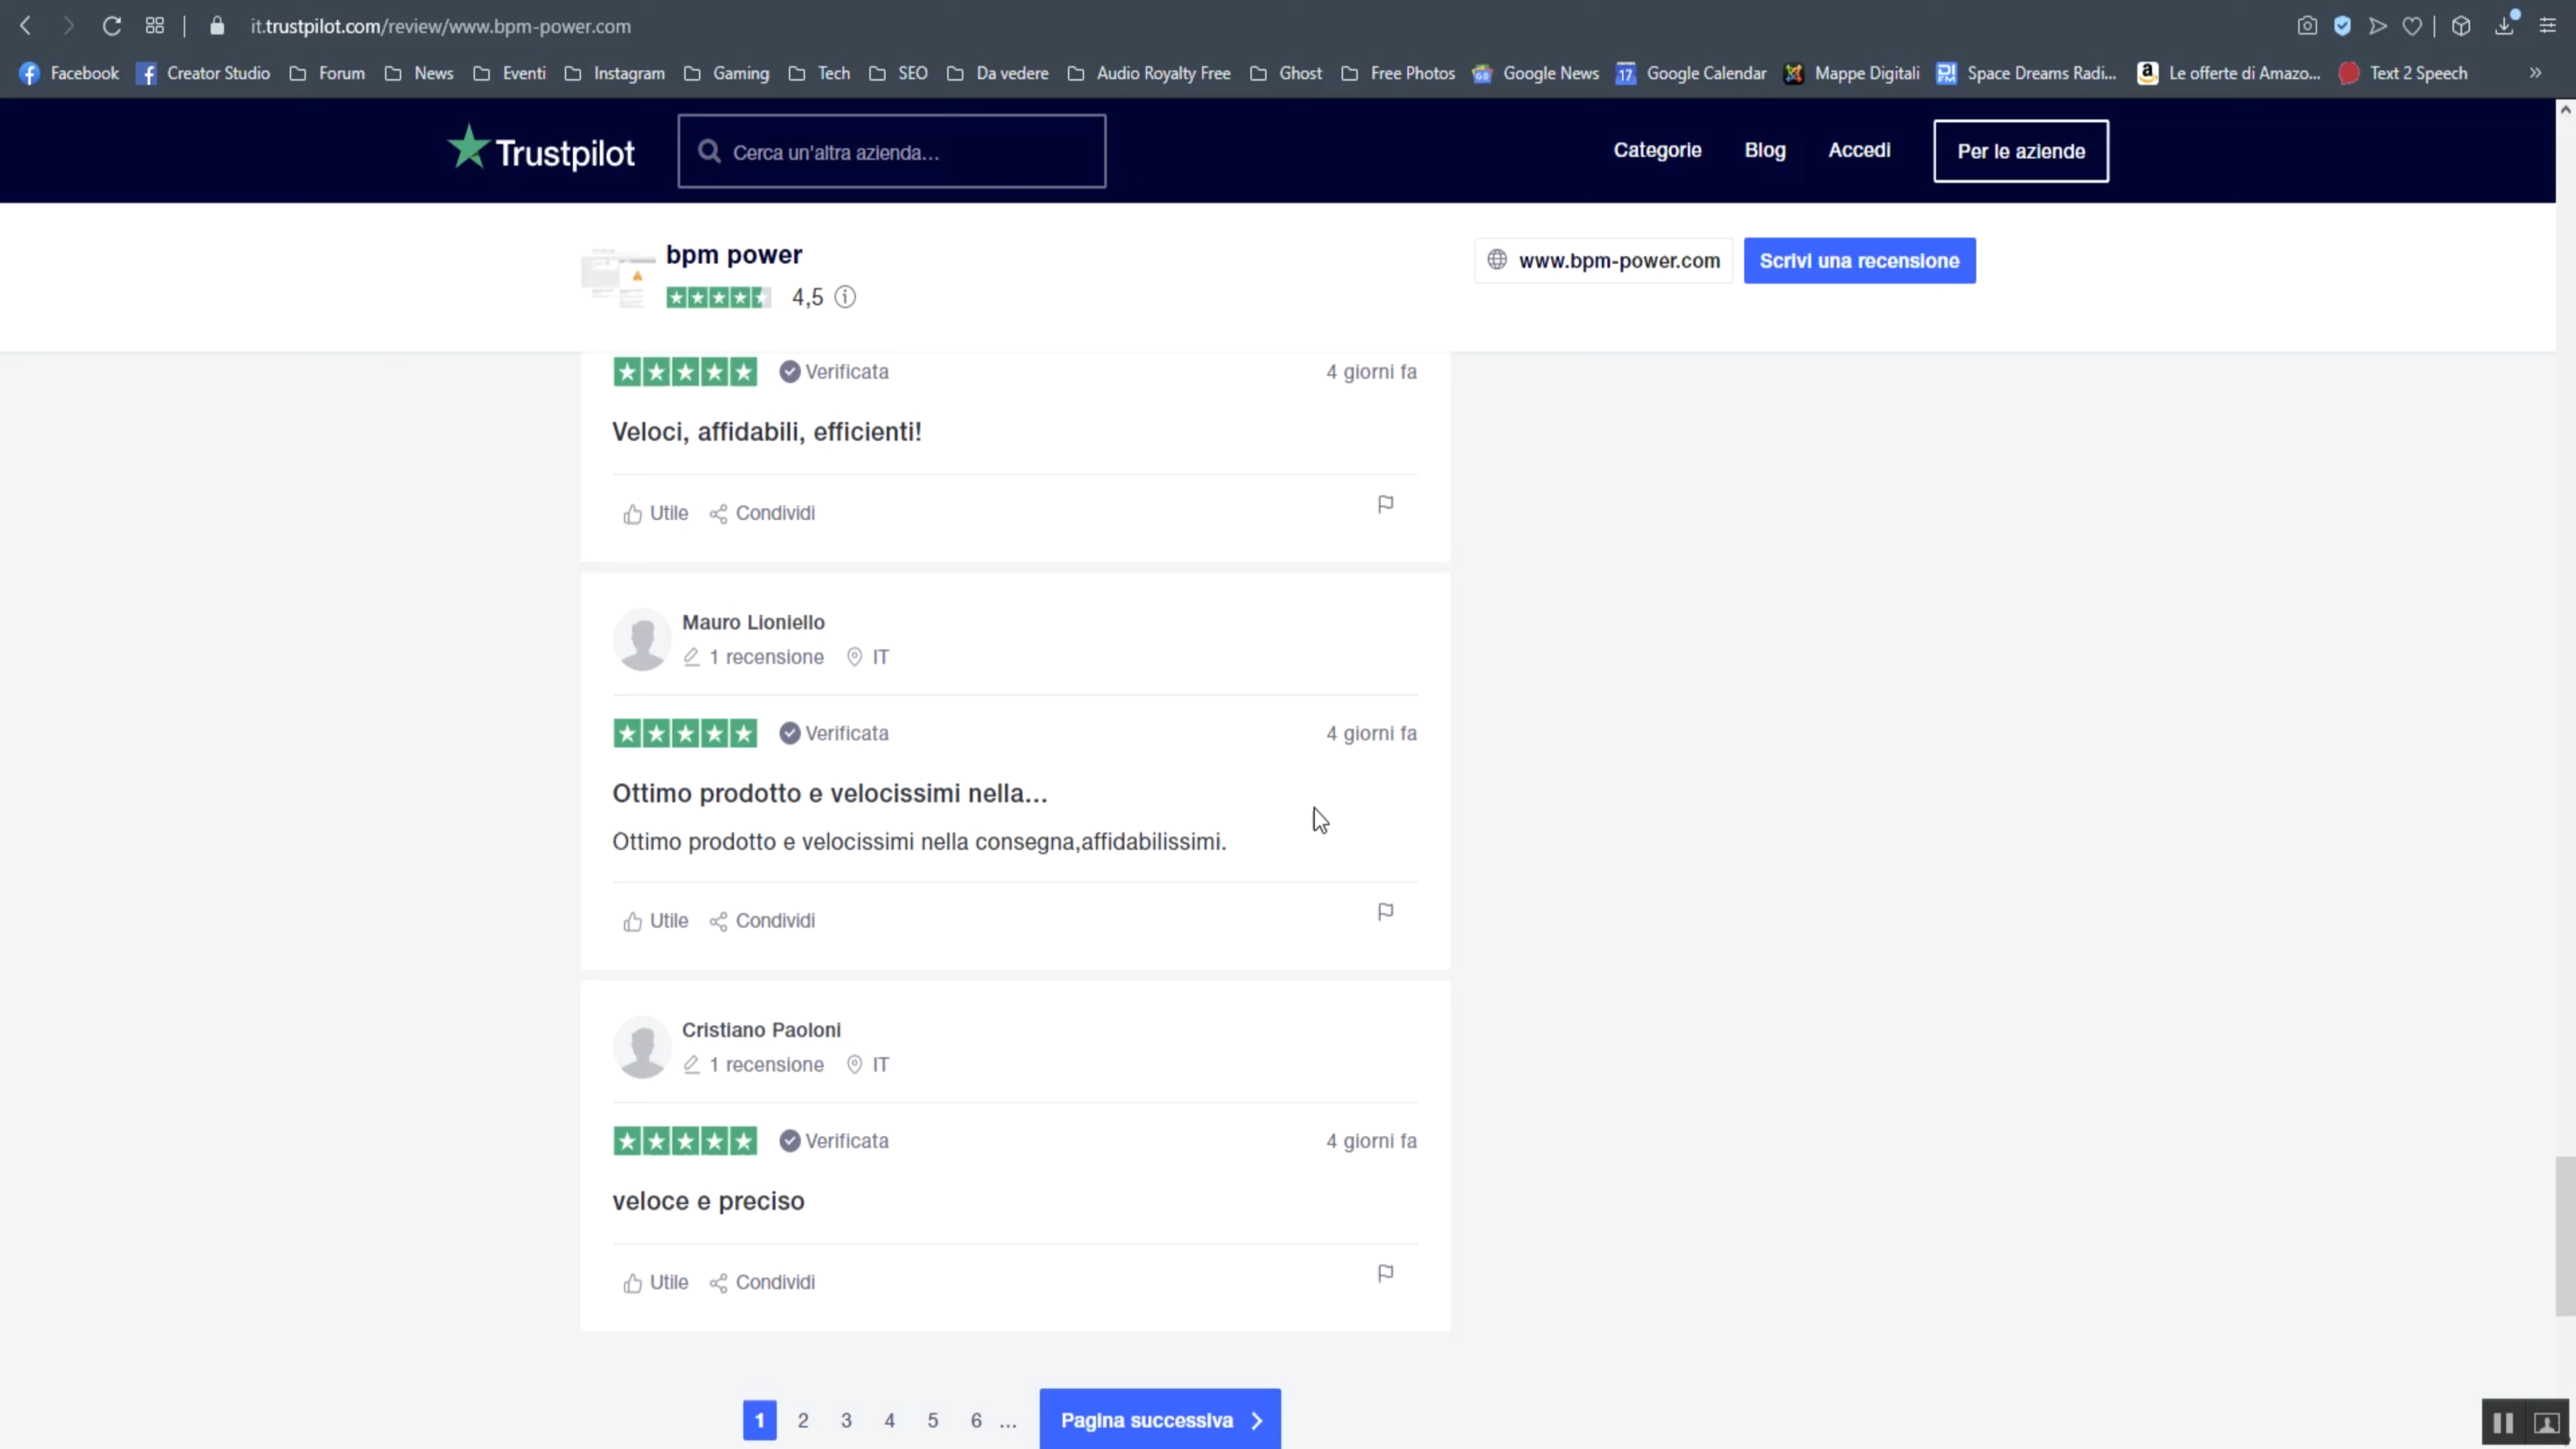 it.trustpilot.com/review/www.bpm-power.com
Facebook Creator Studio Forum News Eventi Instagram Gaming Tech SEO Da vedere Audio Royalty Free Ghost Free Photos Google News 17 Google Calendar Mappe Digitali Space Dreams Radi... Le offerte di Amazo... Text 2 Speech »
Trustpilot Cerca un'altra azienda... Categorie Blog Accedi Per le aziende
bpm power
4,5
www.bpm-power.com Scrivi una recensione
Verificata 4 giorni fa
Veloci, affidabili, efficienti!
Utile Condividi
Mauro Lioniello
1 recensione IT
Verificata 4 giorni fa
Ottimo prodotto e velocissimi nella...
Ottimo prodotto e velocissimi nella consegna,affidabilissimi.
Utile Condividi
Cristiano Paoloni
1 recensione IT
Verificata 4 giorni fa
veloce e preciso
Utile Condividi
1 2 3 4 5 6 ... Pagina successiva